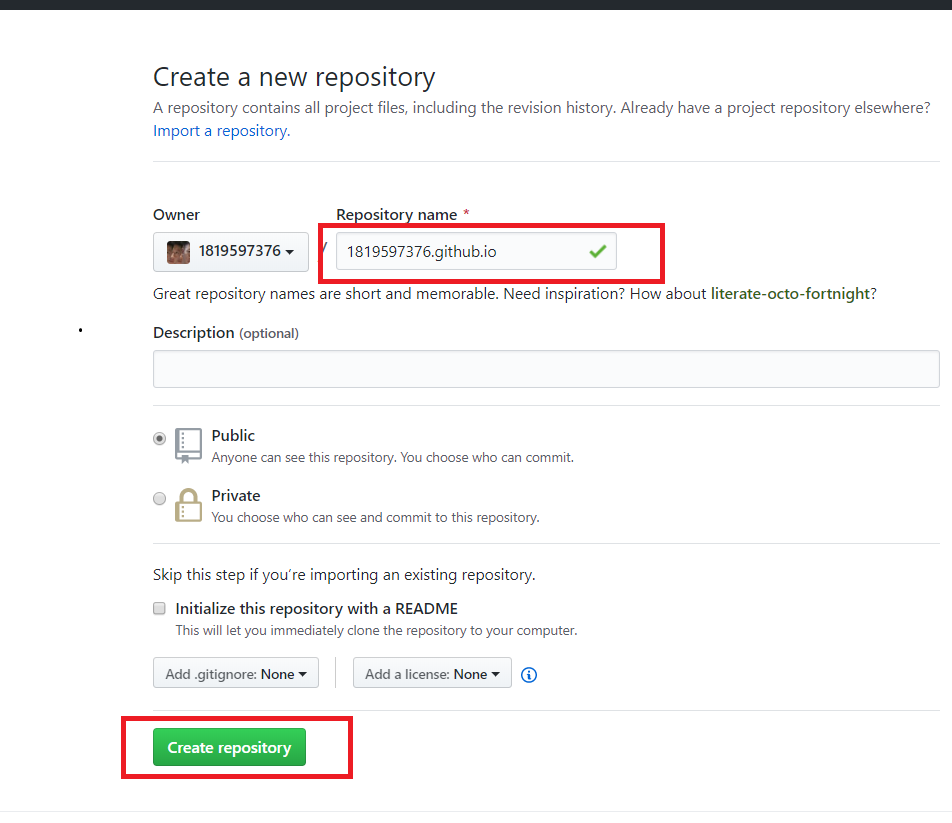 Create a new repository
A repository contains all project files, including the revision history. Already have a project repository elsewhere?
Import a repository.
Owner
Repository name *
1819597376
/
1819597376.github.io
Great repository names are short and memorable. Need inspiration? How about literate-octo-fortnight?
Description (optional)
Public
Anyone can see this repository. You choose who can commit.
Private
You choose who can see and commit to this repository.
Skip this step if you’re importing an existing repository.
Initialize this repository with a README
This will let you immediately clone the repository to your computer.
Add .gitignore: None
Add a license: None
Create repository